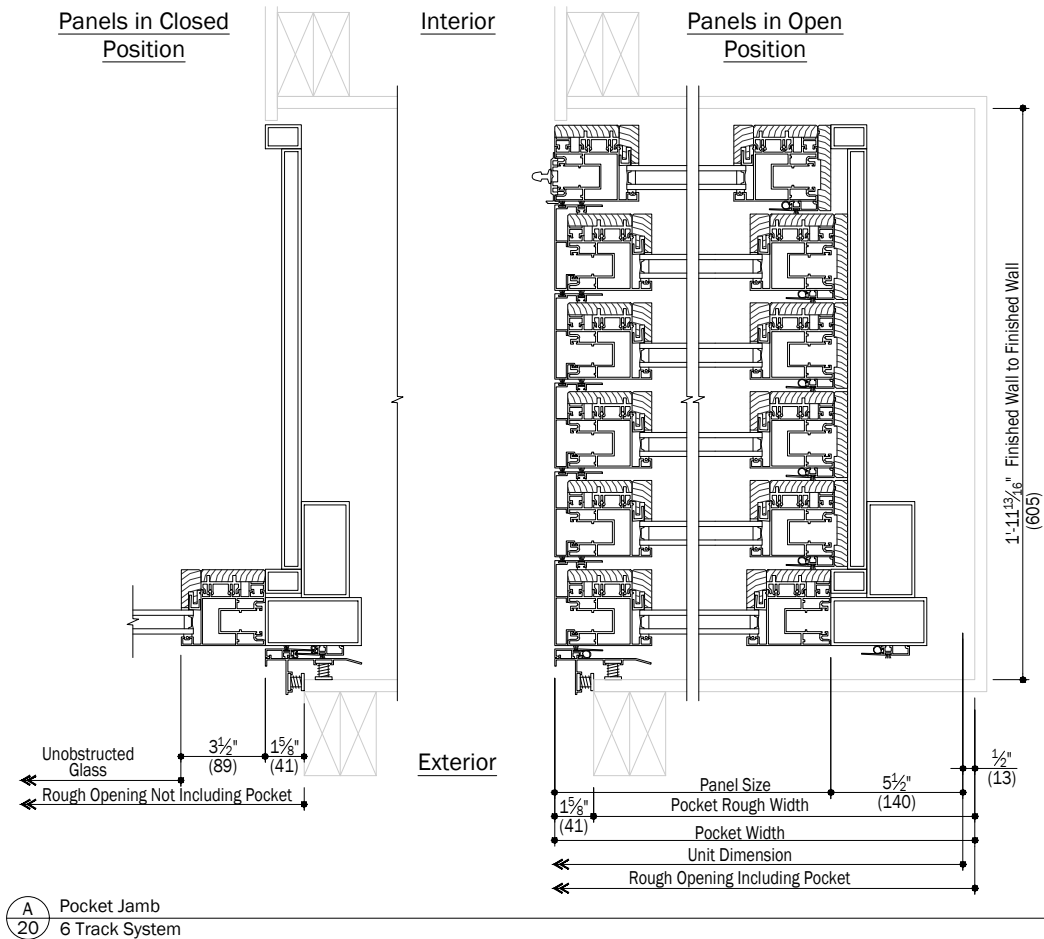 Panels in Closed
Position
Interior
Panels in Open
Position
1'-11 13/16" Finished Wall to Finished Wall
(605)
3½"
(89)
1⅝"
(41)
Unobstructed
Glass
Rough Opening Not Including Pocket
Exterior
½"
(13)
Panel Size
5½"
(140)
1⅝"
(41)
Pocket Rough Width
Pocket Width
Unit Dimension
Rough Opening Including Pocket
A
20
Pocket Jamb
6 Track System